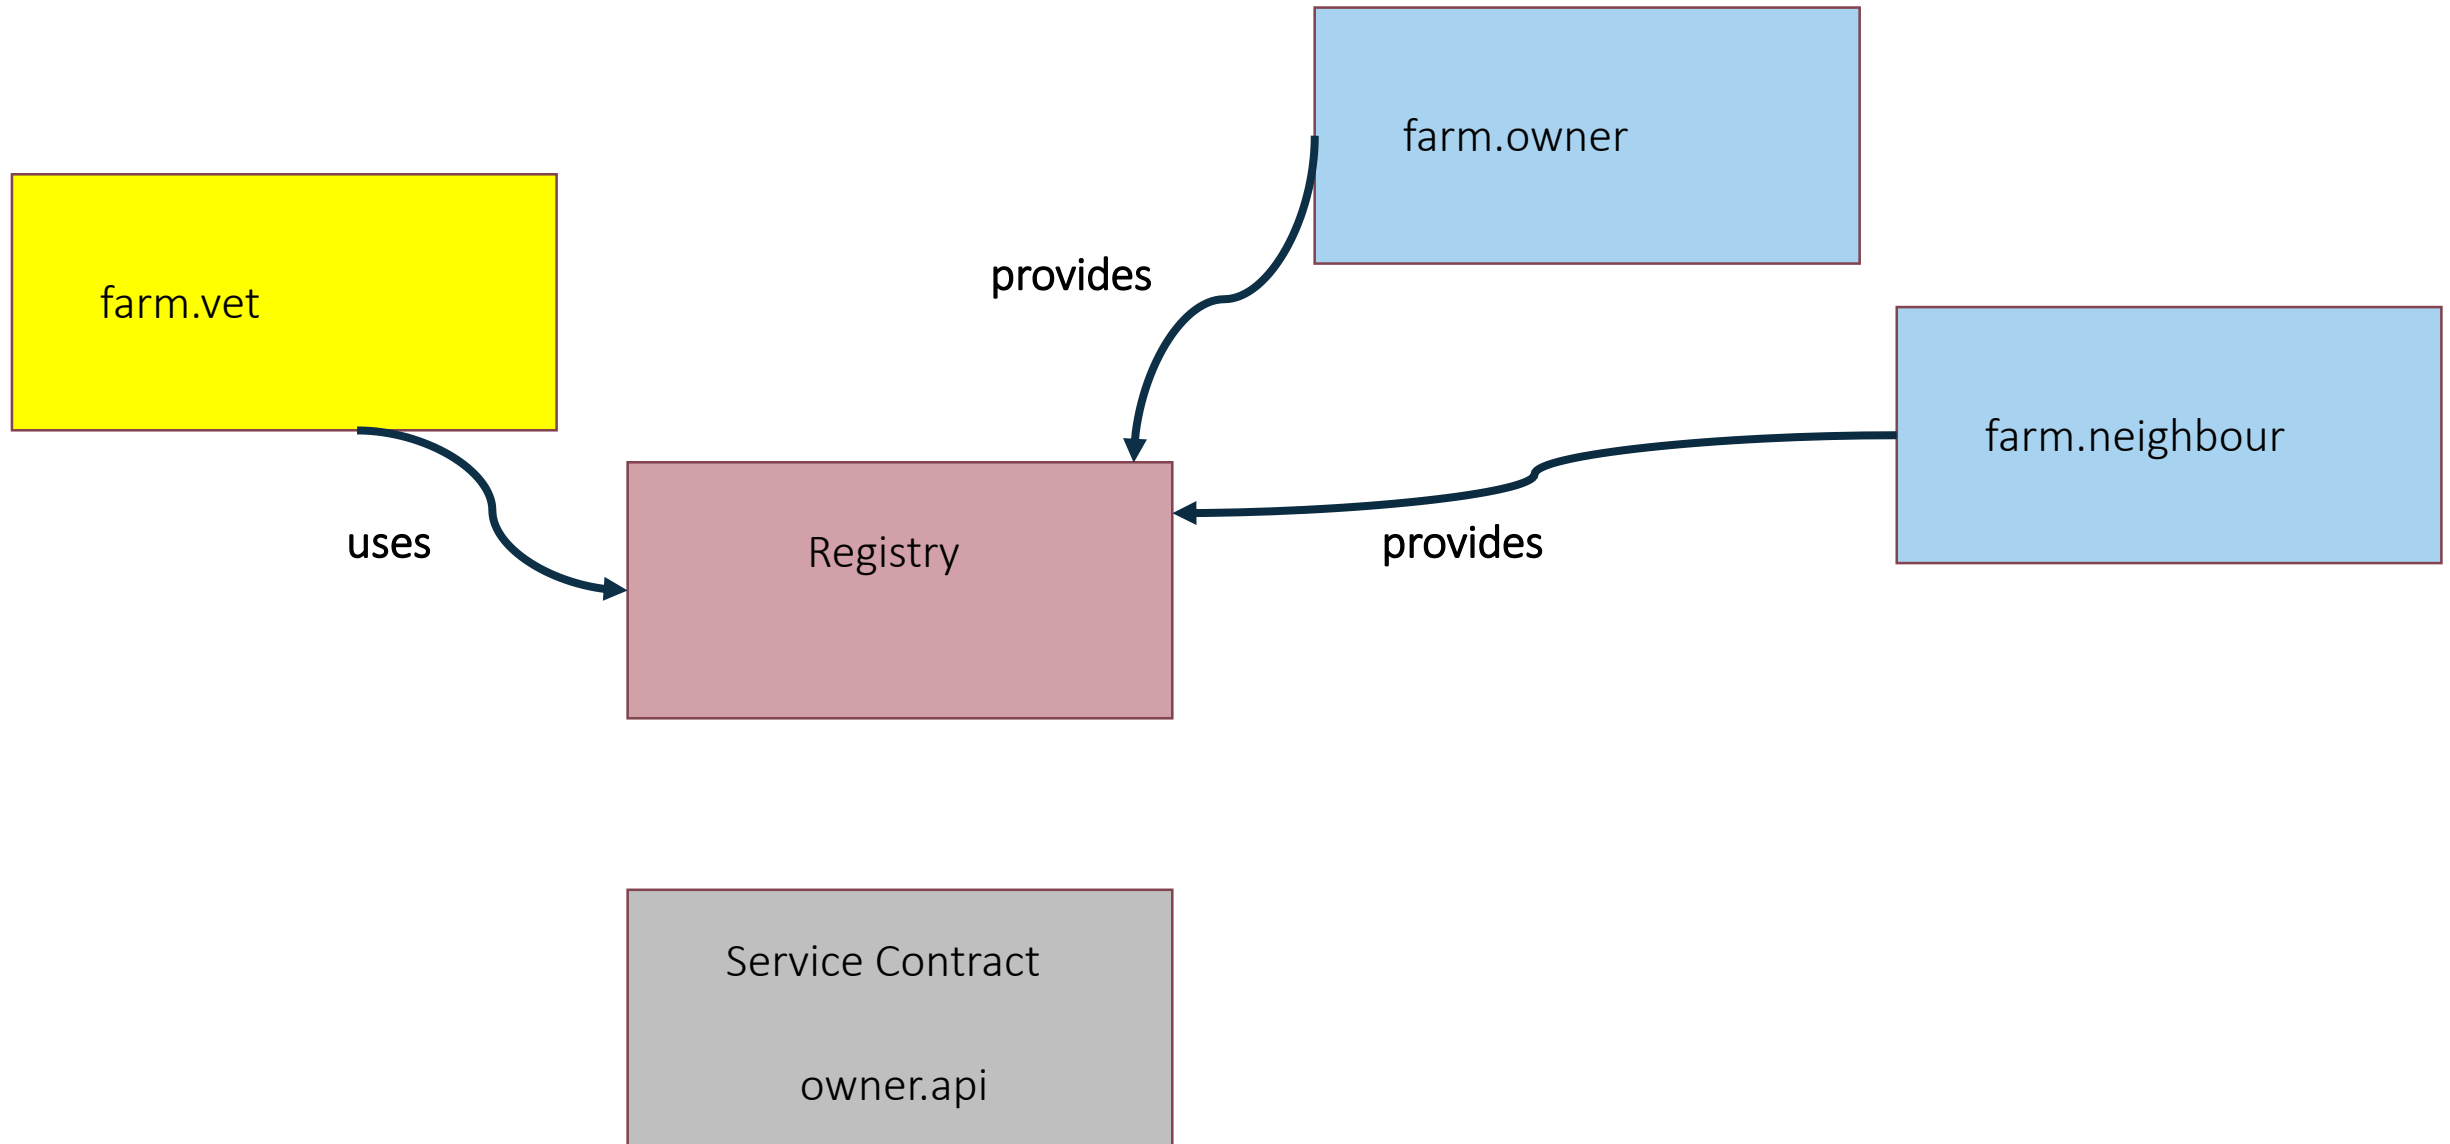 farm.owner
provides
farm.vet
farm.neighbour
uses
Registry
provides
Service Contract
owner.api